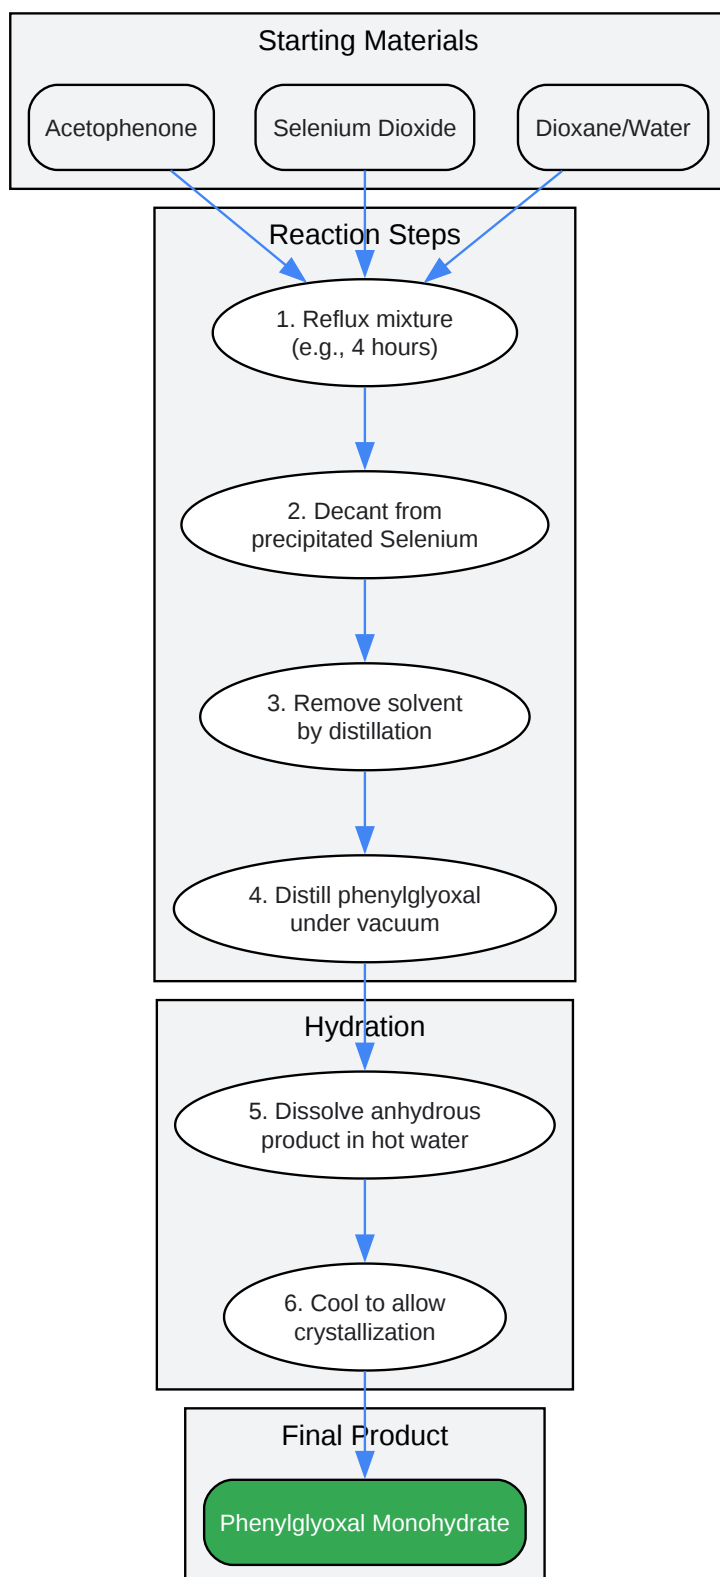 Starting Materials
Acetophenone
Selenium Dioxide
Dioxane/Water
Reaction Steps
1. Reflux mixture
(e.g., 4 hours)
2. Decant from
precipitated Selenium
3. Remove solvent
by distillation
4. Distill phenylglyoxal
under vacuum
Hydration
5. Dissolve anhydrous
product in hot water
6. Cool to allow
crystallization
Final Product
Phenylglyoxal Monohydrate